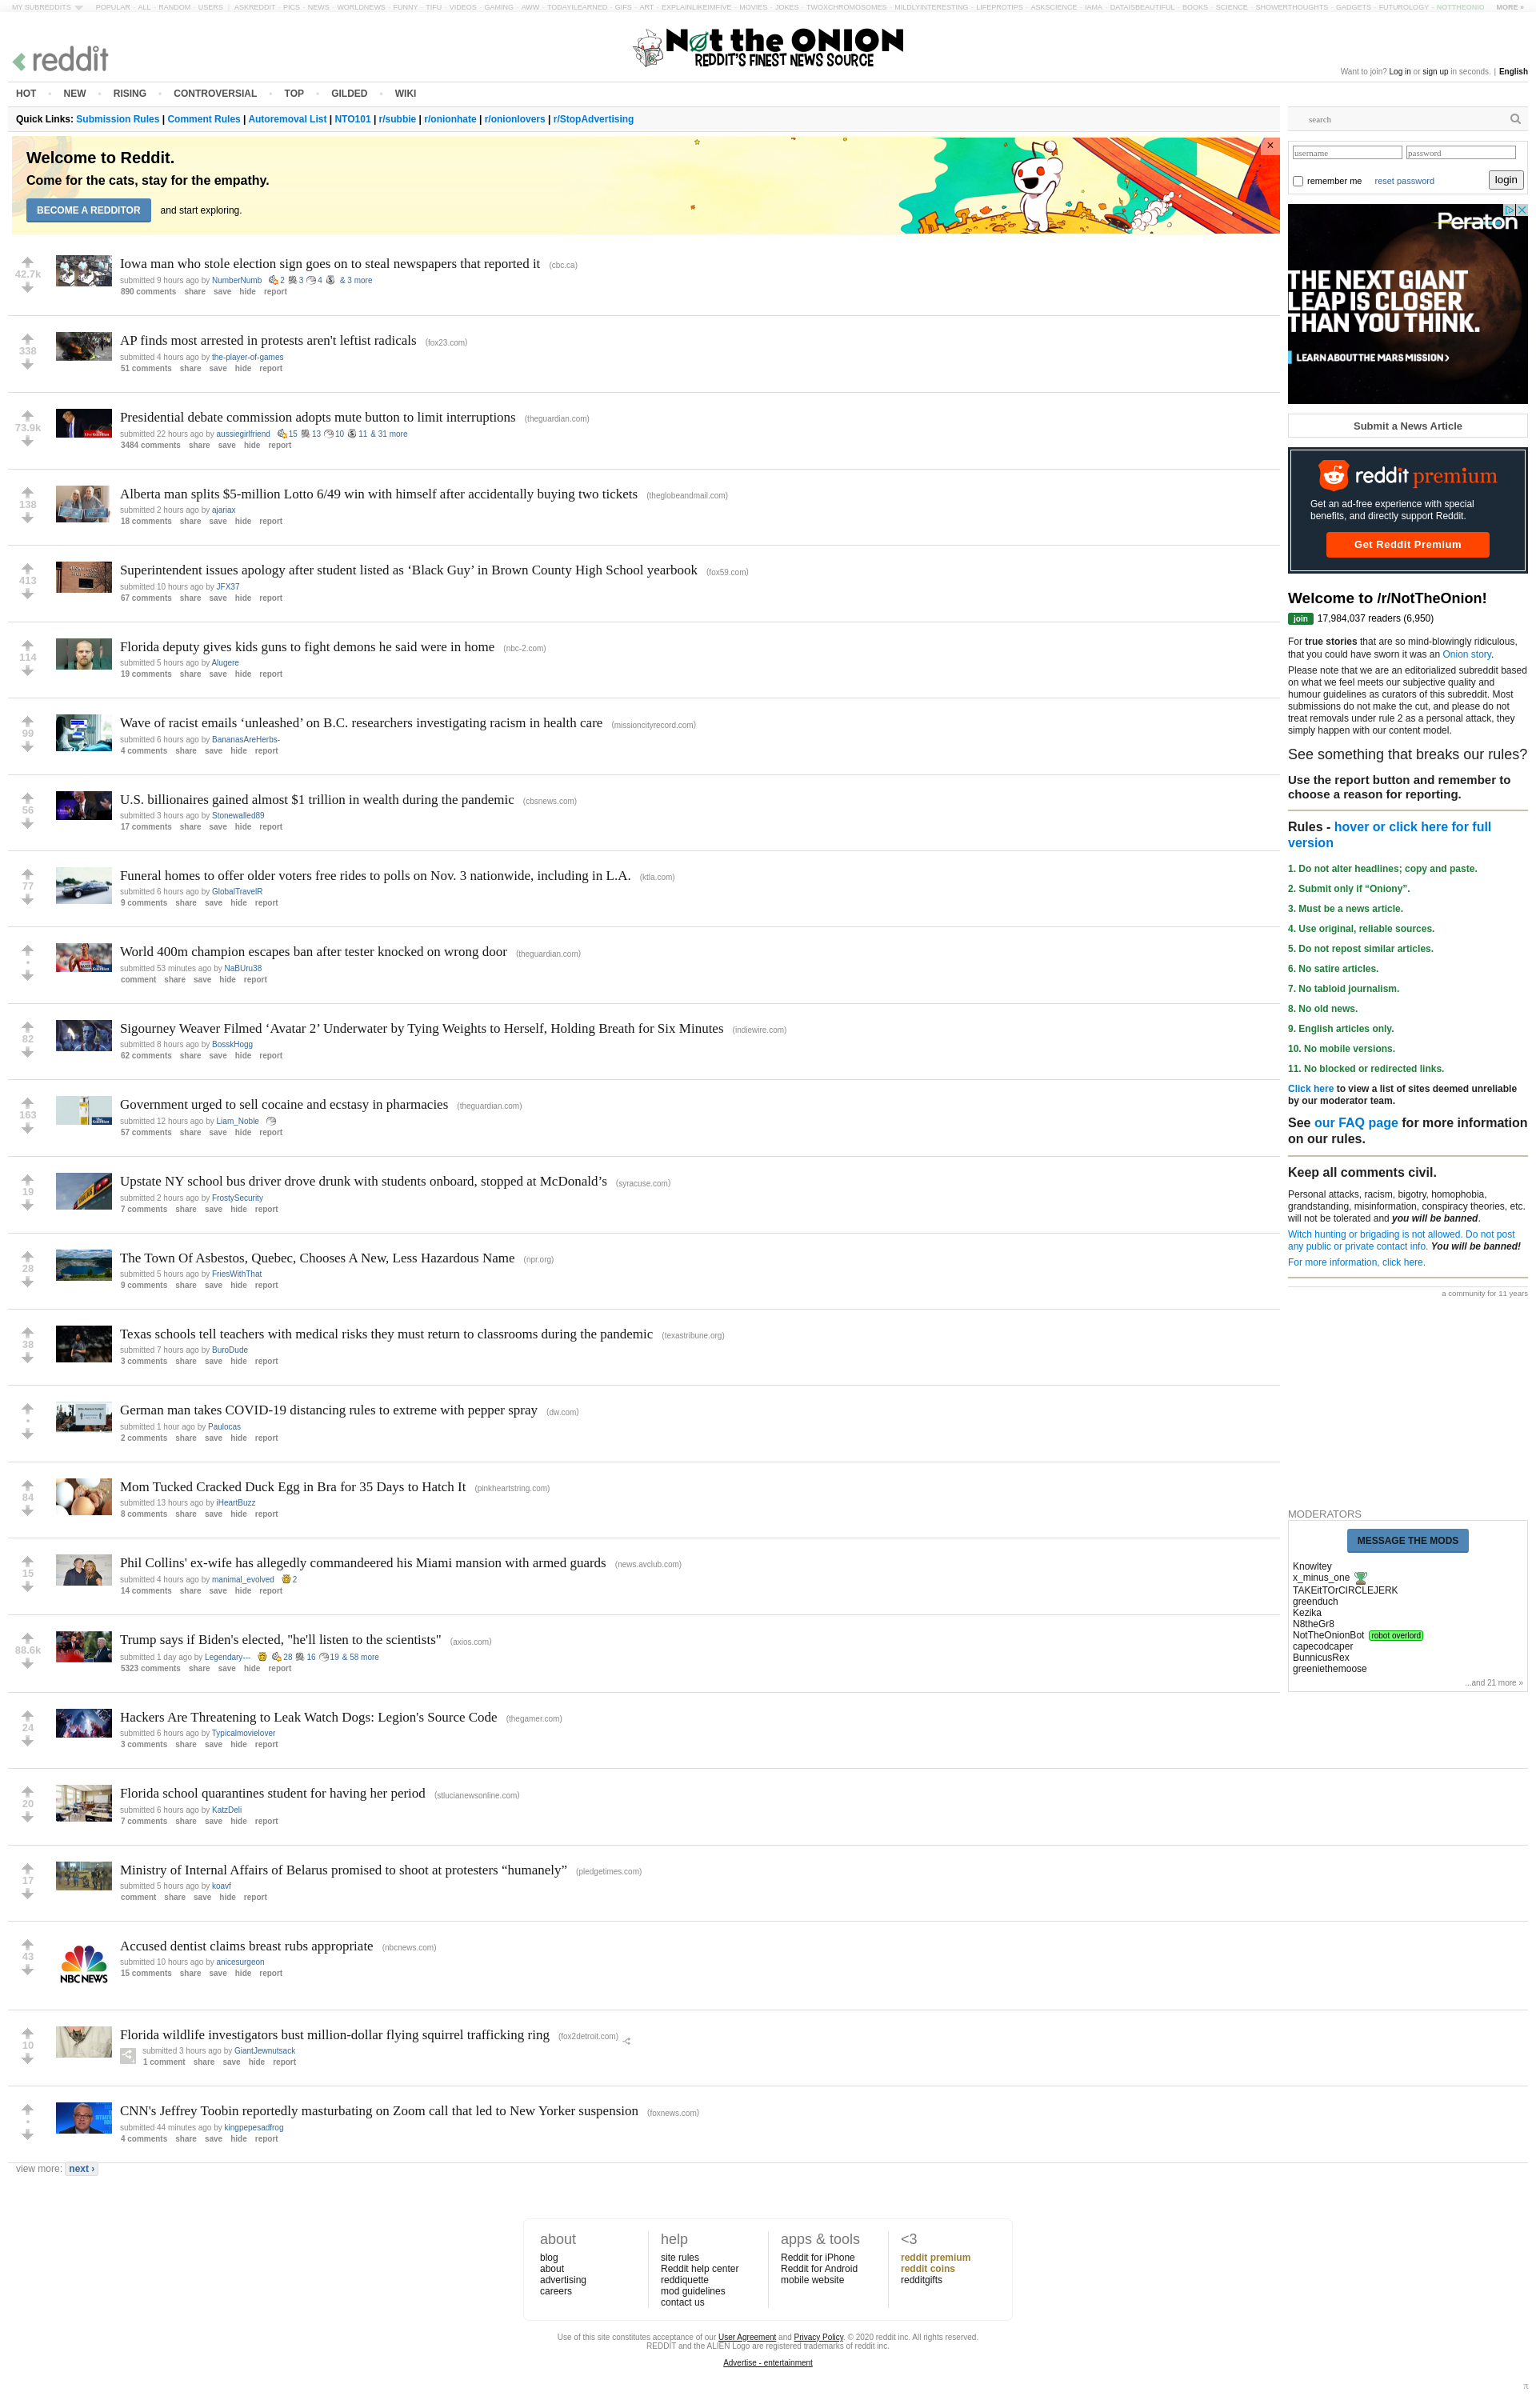 MY SUBREDDITS POPULAR - ALL - RANDOM - USERS | ASKREDDIT - PICS - NEWS - WORLDNEWS - FUNNY - TIFU - VIDEOS - GAMING - AWW - TODAYILEARNED - GIFS - ART - EXPLAINLIKEIMFIVE - MOVIES - JOKES - TWOXCHROMOSOMES - MILDLYINTERESTING - LIFEPROTIPS - ASKSCIENCE - IAMA - DATAISBEAUTIFUL - BOOKS - SCIENCE - SHOWERTHOUGHTS - GADGETS - FUTUROLOGY - NOTTHEONIO MORE »
reddit
Not the ONION
REDDIT'S FINEST NEWS SOURCE
Want to join? Log in or sign up in seconds. | English
HOT • NEW • RISING • CONTROVERSIAL • TOP • GILDED • WIKI
Quick Links: Submission Rules | Comment Rules | Autoremoval List | NTO101 | r/subbie | r/onionhate | r/onionlovers | r/StopAdvertising
Welcome to Reddit.
Come for the cats, stay for the empathy.
BECOME A REDDITOR and start exploring.
×
42.7k
Iowa man who stole election sign goes on to steal newspapers that reported it (cbc.ca)
submitted 9 hours ago by NumberNumb 2 3 4 & 3 more
890 comments share save hide report
338
AP finds most arrested in protests aren't leftist radicals (fox23.com)
submitted 4 hours ago by the-player-of-games
51 comments share save hide report
73.9k
Presidential debate commission adopts mute button to limit interruptions (theguardian.com)
submitted 22 hours ago by aussiegirlfriend 15 13 10 11 & 31 more
3484 comments share save hide report
138
Alberta man splits $5-million Lotto 6/49 win with himself after accidentally buying two tickets (theglobeandmail.com)
submitted 2 hours ago by ajariax
18 comments share save hide report
413
Superintendent issues apology after student listed as ‘Black Guy’ in Brown County High School yearbook (fox59.com)
submitted 10 hours ago by JFX37
67 comments share save hide report
114
Florida deputy gives kids guns to fight demons he said were in home (nbc-2.com)
submitted 5 hours ago by Alugere
19 comments share save hide report
99
Wave of racist emails ‘unleashed’ on B.C. researchers investigating racism in health care (missioncityrecord.com)
submitted 6 hours ago by BananasAreHerbs-
4 comments share save hide report
56
U.S. billionaires gained almost $1 trillion in wealth during the pandemic (cbsnews.com)
submitted 3 hours ago by Stonewalled89
17 comments share save hide report
77
Funeral homes to offer older voters free rides to polls on Nov. 3 nationwide, including in L.A. (ktla.com)
submitted 6 hours ago by GlobalTravelR
9 comments share save hide report
•
World 400m champion escapes ban after tester knocked on wrong door (theguardian.com)
submitted 53 minutes ago by NaBUru38
comment share save hide report
82
Sigourney Weaver Filmed ‘Avatar 2’ Underwater by Tying Weights to Herself, Holding Breath for Six Minutes (indiewire.com)
submitted 8 hours ago by BosskHogg
62 comments share save hide report
163
Government urged to sell cocaine and ecstasy in pharmacies (theguardian.com)
submitted 12 hours ago by Liam_Noble
57 comments share save hide report
19
Upstate NY school bus driver drove drunk with students onboard, stopped at McDonald’s (syracuse.com)
submitted 2 hours ago by FrostySecurity
7 comments share save hide report
28
The Town Of Asbestos, Quebec, Chooses A New, Less Hazardous Name (npr.org)
submitted 5 hours ago by FriesWithThat
9 comments share save hide report
38
Texas schools tell teachers with medical risks they must return to classrooms during the pandemic (texastribune.org)
submitted 7 hours ago by BuroDude
3 comments share save hide report
•
German man takes COVID-19 distancing rules to extreme with pepper spray (dw.com)
submitted 1 hour ago by Paulocas
2 comments share save hide report
84
Mom Tucked Cracked Duck Egg in Bra for 35 Days to Hatch It (pinkheartstring.com)
submitted 13 hours ago by iHeartBuzz
8 comments share save hide report
15
Phil Collins' ex-wife has allegedly commandeered his Miami mansion with armed guards (news.avclub.com)
submitted 4 hours ago by manimal_evolved 2
14 comments share save hide report
88.6k
Trump says if Biden's elected, "he'll listen to the scientists" (axios.com)
submitted 1 day ago by Legendary--- 28 16 19 & 58 more
5323 comments share save hide report
24
Hackers Are Threatening to Leak Watch Dogs: Legion's Source Code (thegamer.com)
submitted 6 hours ago by Typicalmovielover
3 comments share save hide report
20
Florida school quarantines student for having her period (stlucianewsonline.com)
submitted 6 hours ago by KatzDeli
7 comments share save hide report
17
Ministry of Internal Affairs of Belarus promised to shoot at protesters “humanely” (pledgetimes.com)
submitted 5 hours ago by koavf
comment share save hide report
43
NBC NEWS
Accused dentist claims breast rubs appropriate (nbcnews.com)
submitted 10 hours ago by anicesurgeon
15 comments share save hide report
10
Florida wildlife investigators bust million-dollar flying squirrel trafficking ring (fox2detroit.com)
submitted 3 hours ago by GiantJewnutsack
1 comment share save hide report
•
CNN's Jeffrey Toobin reportedly masturbating on Zoom call that led to New Yorker suspension (foxnews.com)
submitted 44 minutes ago by kingpepesadfrog
4 comments share save hide report
view more: next ›
search
username password
remember me reset password login
Peraton
THE NEXT GIANT
LEAP IS CLOSER
THAN YOU THINK.
LEARN ABOUT THE MARS MISSION >
Submit a News Article
reddit premium
Get an ad-free experience with special
benefits, and directly support Reddit.
Get Reddit Premium
Welcome to /r/NotTheOnion!
join 17,984,037 readers (6,950)
For true stories that are so mind-blowingly ridiculous,
that you could have sworn it was an Onion story.
Please note that we are an editorialized subreddit based
on what we feel meets our subjective quality and
humour guidelines as curators of this subreddit. Most
submissions do not make the cut, and please do not
treat removals under rule 2 as a personal attack, they
simply happen with our content model.
See something that breaks our rules?
Use the report button and remember to
choose a reason for reporting.
Rules - hover or click here for full
version
1. Do not alter headlines; copy and paste.
2. Submit only if “Oniony”.
3. Must be a news article.
4. Use original, reliable sources.
5. Do not repost similar articles.
6. No satire articles.
7. No tabloid journalism.
8. No old news.
9. English articles only.
10. No mobile versions.
11. No blocked or redirected links.
Click here to view a list of sites deemed unreliable
by our moderator team.
See our FAQ page for more information
on our rules.
Keep all comments civil.
Personal attacks, racism, bigotry, homophobia,
grandstanding, misinformation, conspiracy theories, etc.
will not be tolerated and you will be banned.
Witch hunting or brigading is not allowed. Do not post
any public or private contact info. You will be banned!
For more information, click here.
a community for 11 years
MODERATORS
MESSAGE THE MODS
Knowltey
x_minus_one
TAKEitTOrCIRCLEJERK
greenduch
Kezika
N8theGr8
NotTheOnionBot robot overlord
capecodcaper
BunnicusRex
greeniethemoose
...and 21 more »
about
blog
about
advertising
careers
help
site rules
Reddit help center
reddiquette
mod guidelines
contact us
apps & tools
Reddit for iPhone
Reddit for Android
mobile website
<3
reddit premium
reddit coins
redditgifts
Use of this site constitutes acceptance of our User Agreement and Privacy Policy. © 2020 reddit inc. All rights reserved.
REDDIT and the ALIEN Logo are registered trademarks of reddit inc.
Advertise - entertainment
π